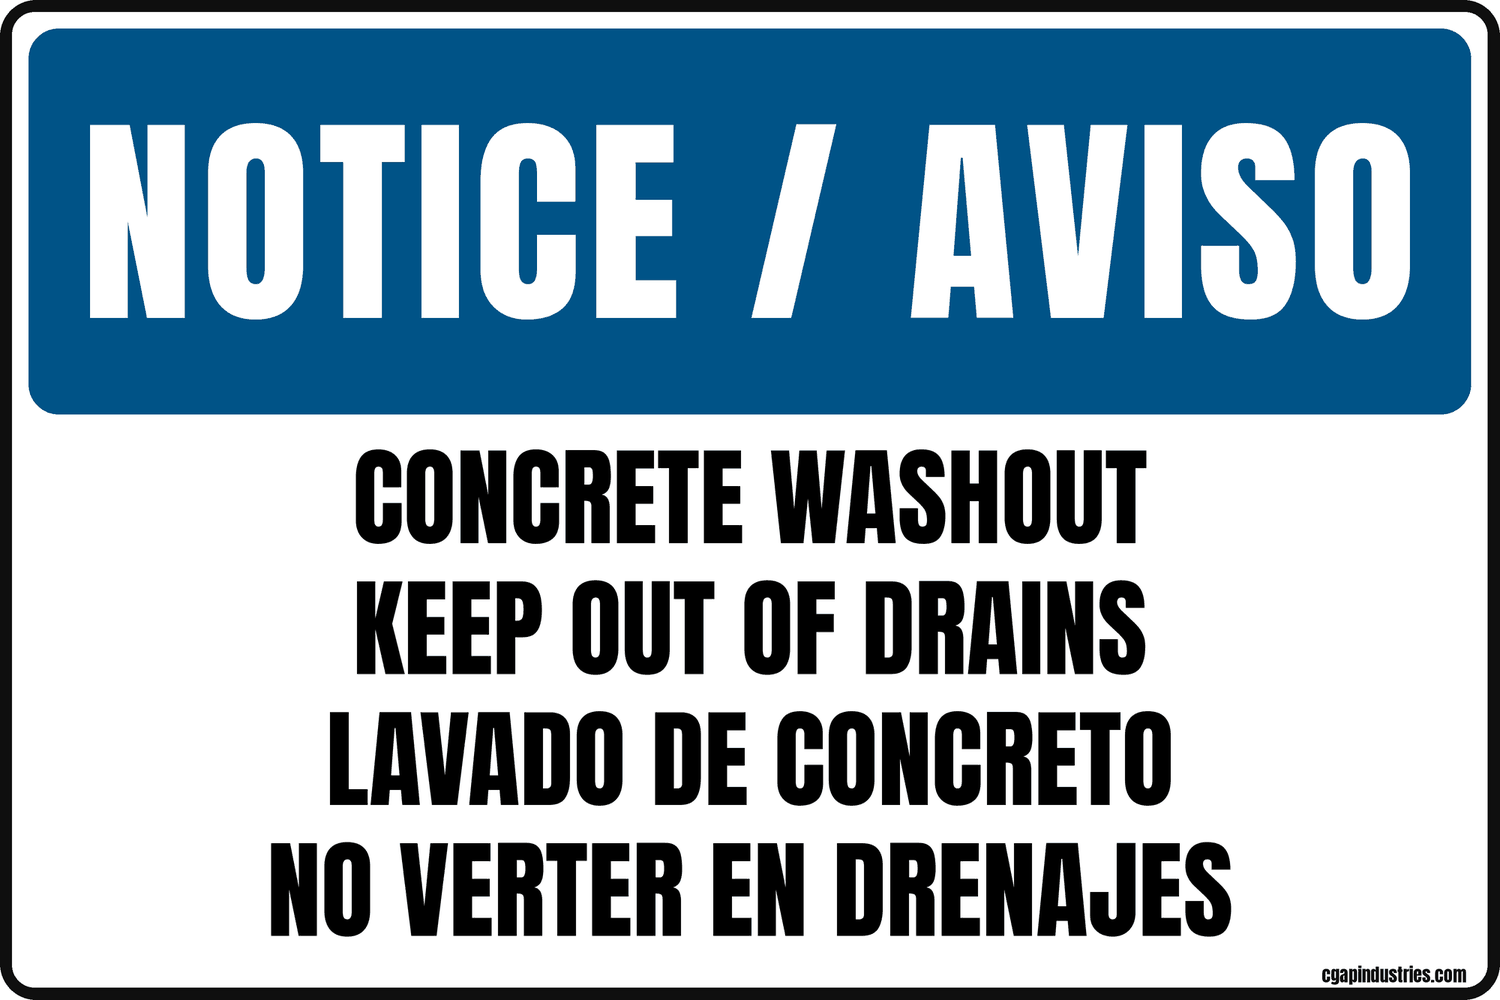 NOTICE / AVISO
CONCRETE WASHOUT
KEEP OUT OF DRAINS
LAVADO DE CONCRETO
NO VERTER EN DRENAJES
cgapindustries.com